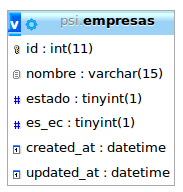 v psi.empresas
id : int(11)
nombre : varchar(15)
# estado : tinyint(1)
# es_ec : tinyint(1)
created_at : datetime
updated_at : datetime